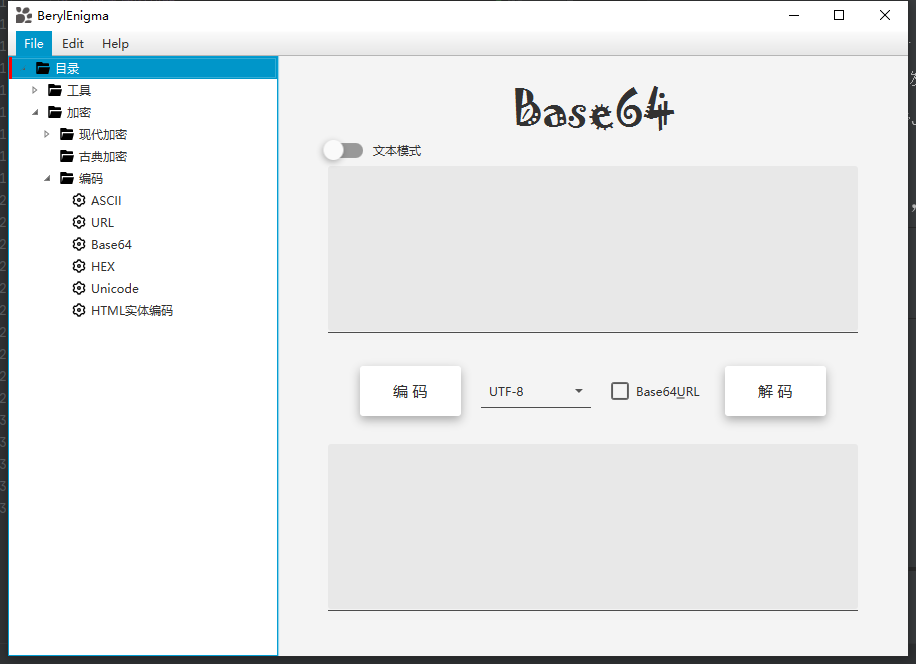 BerylEnigma
File Edit Help
目录
工具
加密
现代加密
古典加密
编码
ASCII
URL
Base64
HEX
Unicode
HTML实体编码
Base64
文本模式
编 码
UTF-8
Base64URL
解 码